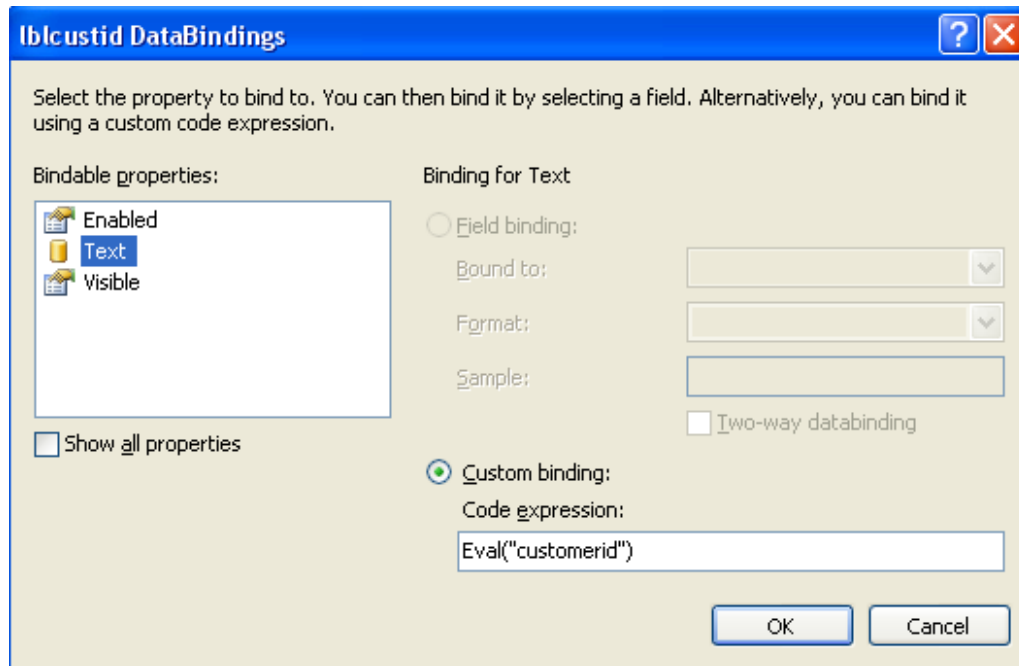 lblcustid DataBindings
Select the property to bind to. You can then bind it by selecting a field. Alternatively, you can bind it
using a custom code expression.
Bindable properties:
Enabled
Text
Visible
Show all properties
Binding for Text
Field binding:
Bound to:
Format:
Sample:
Two-way databinding
Custom binding:
Code expression:
Eval("customerid")
OK
Cancel